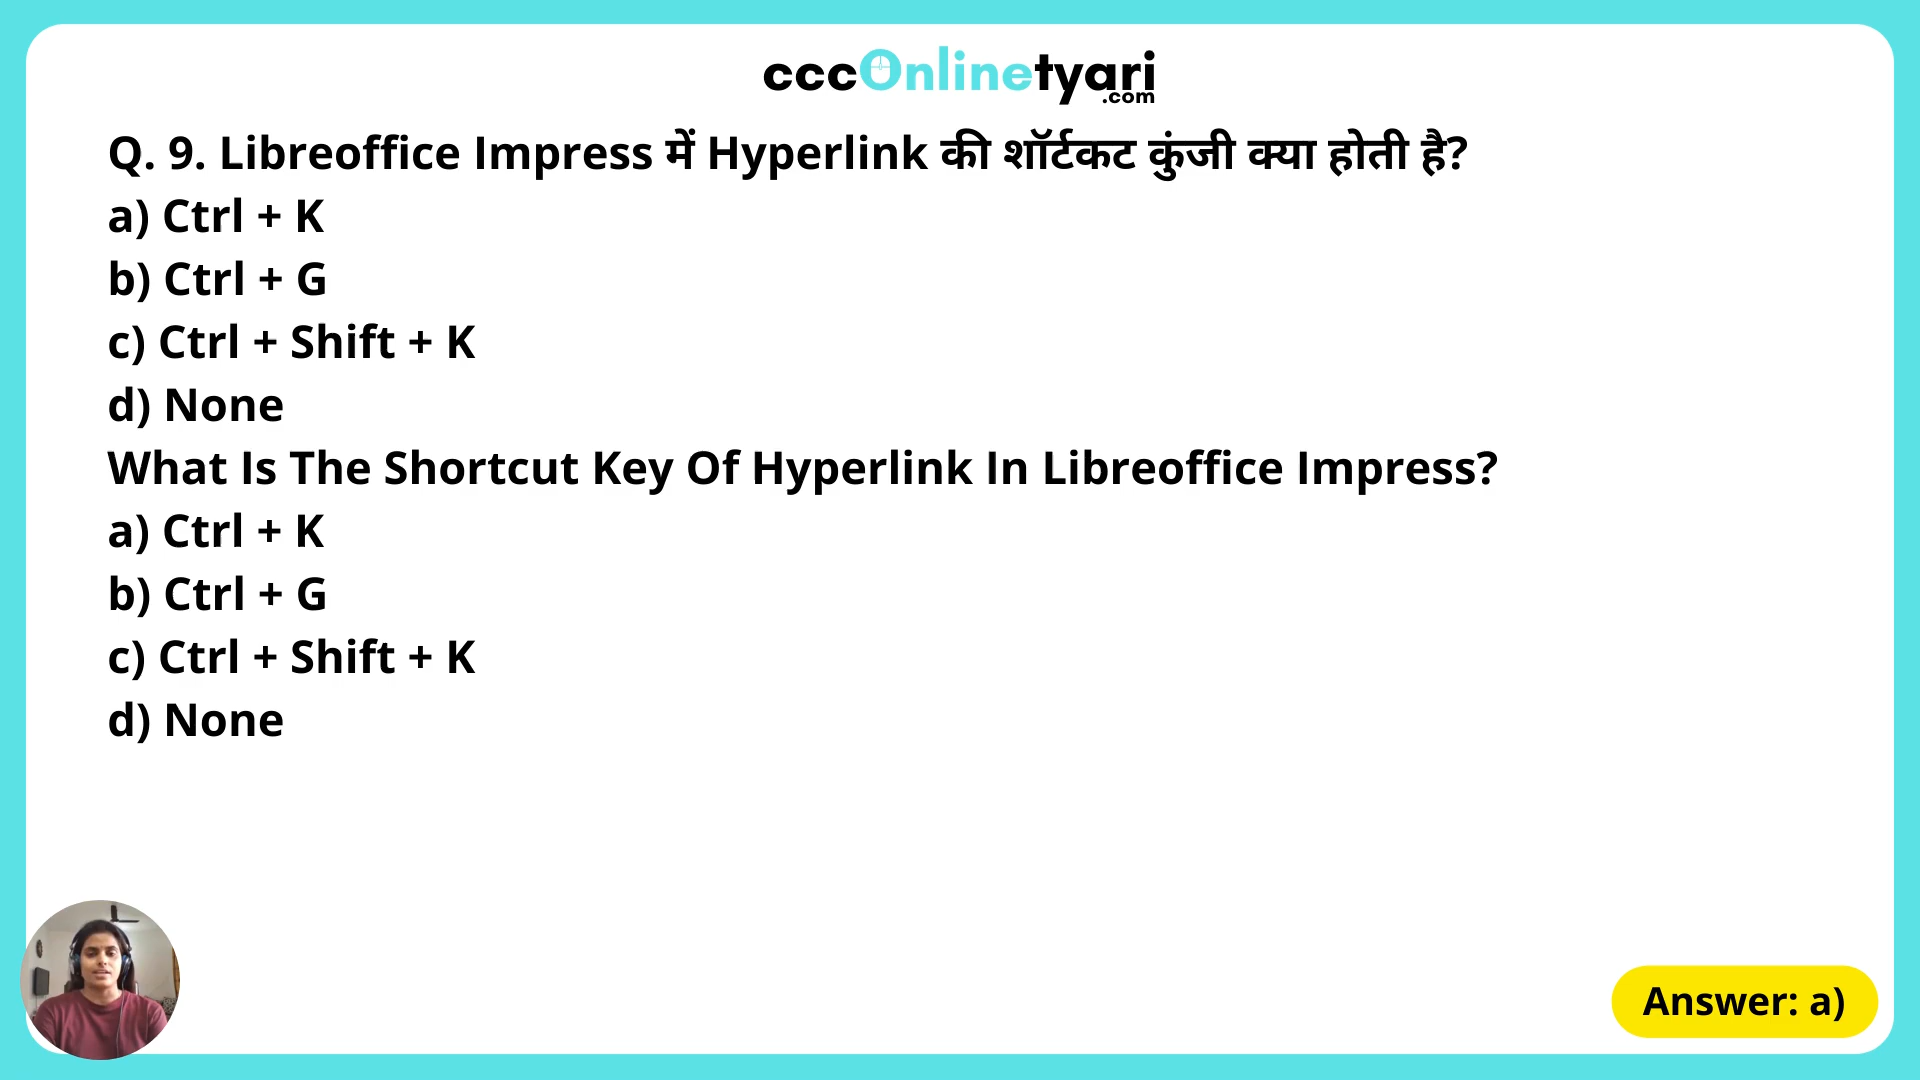 cccOnlinetyari
.com
Q. 9. Libreoffice Impress में Hyperlink की शॉर्टकट कुंजी क्या होती है?
a) Ctrl + K
b) Ctrl + G
c) Ctrl + Shift + K
d) None
What Is The Shortcut Key Of Hyperlink In Libreoffice Impress?
a) Ctrl + K
b) Ctrl + G
c) Ctrl + Shift + K
d) None
Answer: a)